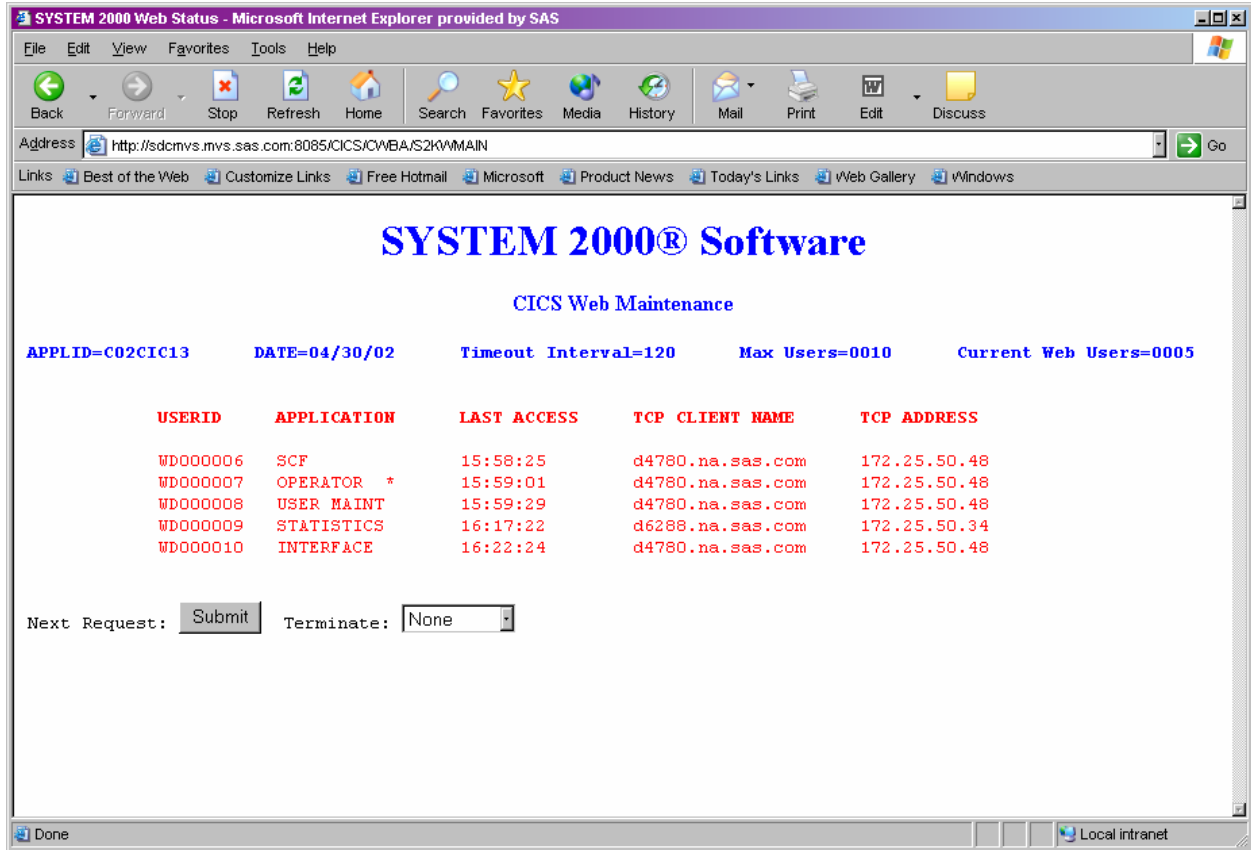 SYSTEM 2000 Web Status - Microsoft Internet Explorer provided by SAS
File Edit View Favorites Tools Help
Back Forward Stop Refresh Home Search Favorites Media History Mail Print Edit Discuss
Address http://sdcmvs.mvs.sas.com:8085/CICS/CWBA/S2KWMAIN Go
Links Best of the Web Customize Links Free Hotmail Microsoft Product News Today's Links Web Gallery Windows
SYSTEM 2000® Software
CICS Web Maintenance
APPLID=C02CIC13 DATE=04/30/02 Timeout Interval=120 Max Users=0010 Current Web Users=0005
USERID APPLICATION LAST ACCESS TCP CLIENT NAME TCP ADDRESS
WD000006 SCF 15:58:25 d4780.na.sas.com 172.25.50.48
WD000007 OPERATOR * 15:59:01 d4780.na.sas.com 172.25.50.48
WD000008 USER MAINT 15:59:29 d4780.na.sas.com 172.25.50.48
WD000009 STATISTICS 16:17:22 d6288.na.sas.com 172.25.50.34
WD000010 INTERFACE 16:22:24 d4780.na.sas.com 172.25.50.48
Next Request: Submit Terminate: None
Done Local intranet